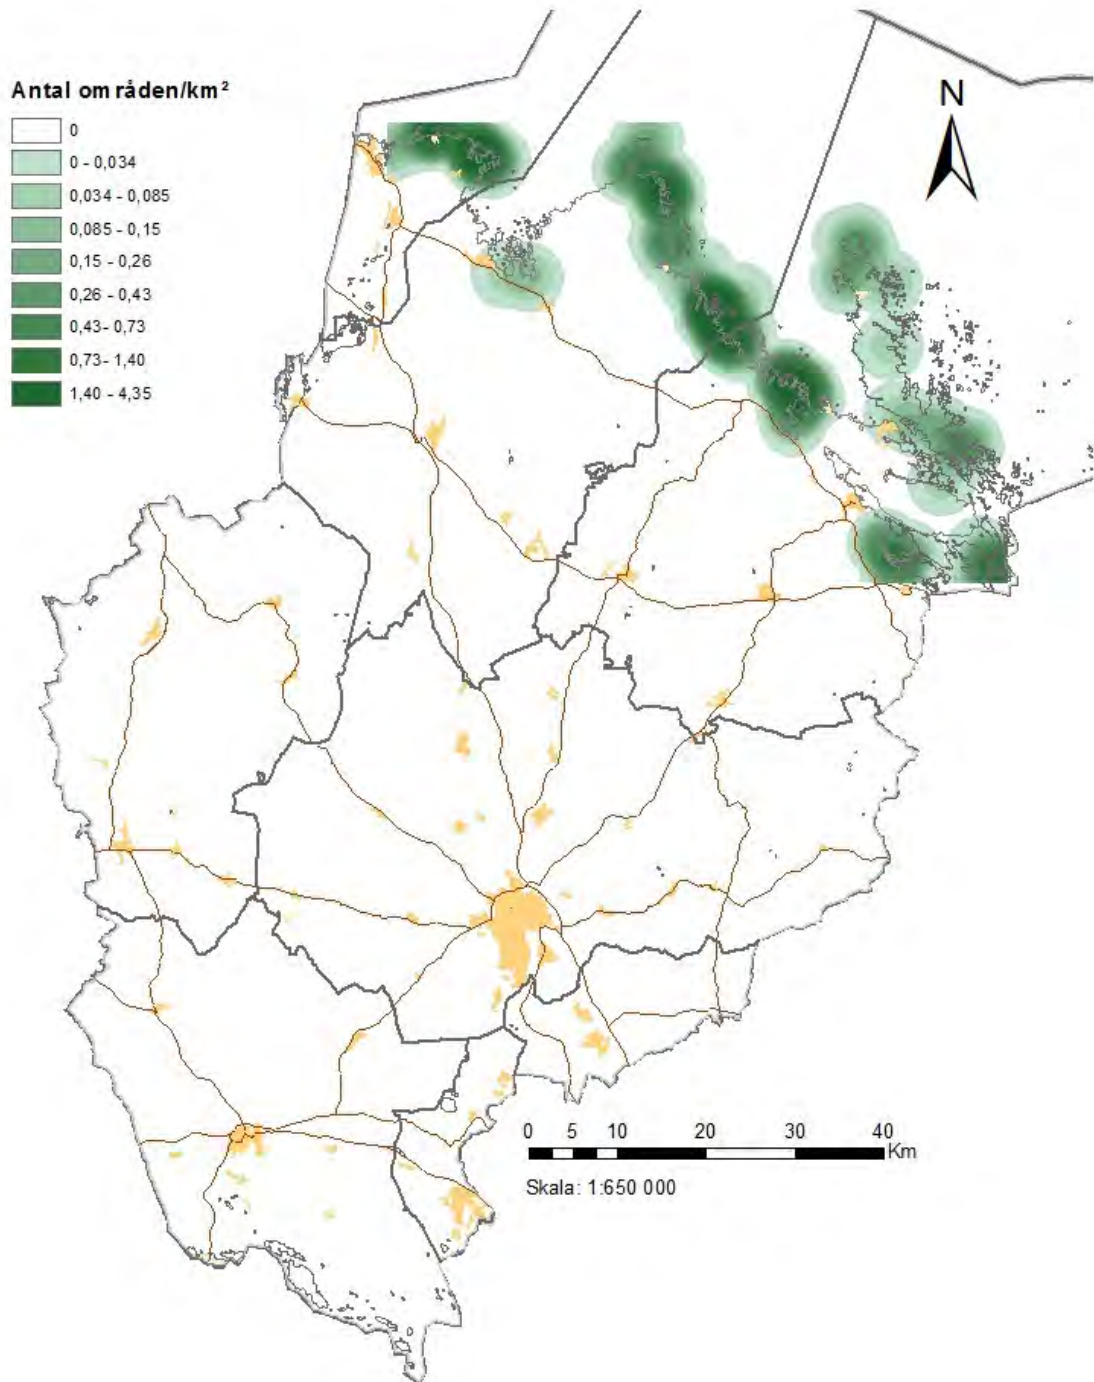 Antal områden/km²
0
0 - 0,034
0,034 - 0,085
0,085 - 0,15
0,15 - 0,26
0,26 - 0,43
0,43 - 0,73
0,73 - 1,40
1,40 - 4,35
N
0 5 10 20 30 40
Km
Skala: 1:650 000